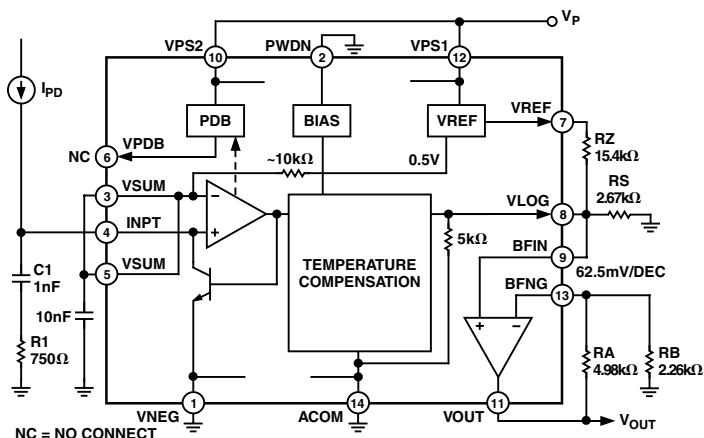 VP
VPS2
PWDN
VPS1
10
2
12
IPD
PDB
BIAS
VREF
VREF
7
RZ
15.4kΩ
VPDB
NC
6
~10kΩ
0.5V
RS
2.67kΩ
VSUM
3
VLOG
8
INPT
4
5kΩ
BFIN
9
VSUM
5
TEMPERATURE
COMPENSATION
62.5mV/DEC
BFNG
13
C1
1nF
10nF
R1
750Ω
RA
4.98kΩ
RB
2.26kΩ
1
14
11
VNEG
ACOM
VOUT
VOUT
NC = NO CONNECT